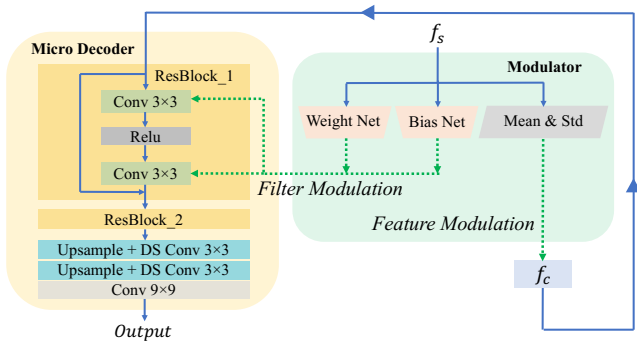 Micro Decoder
ResBlock_1
Conv 3×3
Relu
Conv 3×3
ResBlock_2
Upsample + DS Conv 3×3
Upsample + DS Conv 3×3
Conv 9×9
Output
f_s
Modulator
Weight Net
Bias Net
Mean & Std
Filter Modulation
Feature Modulation
f_c